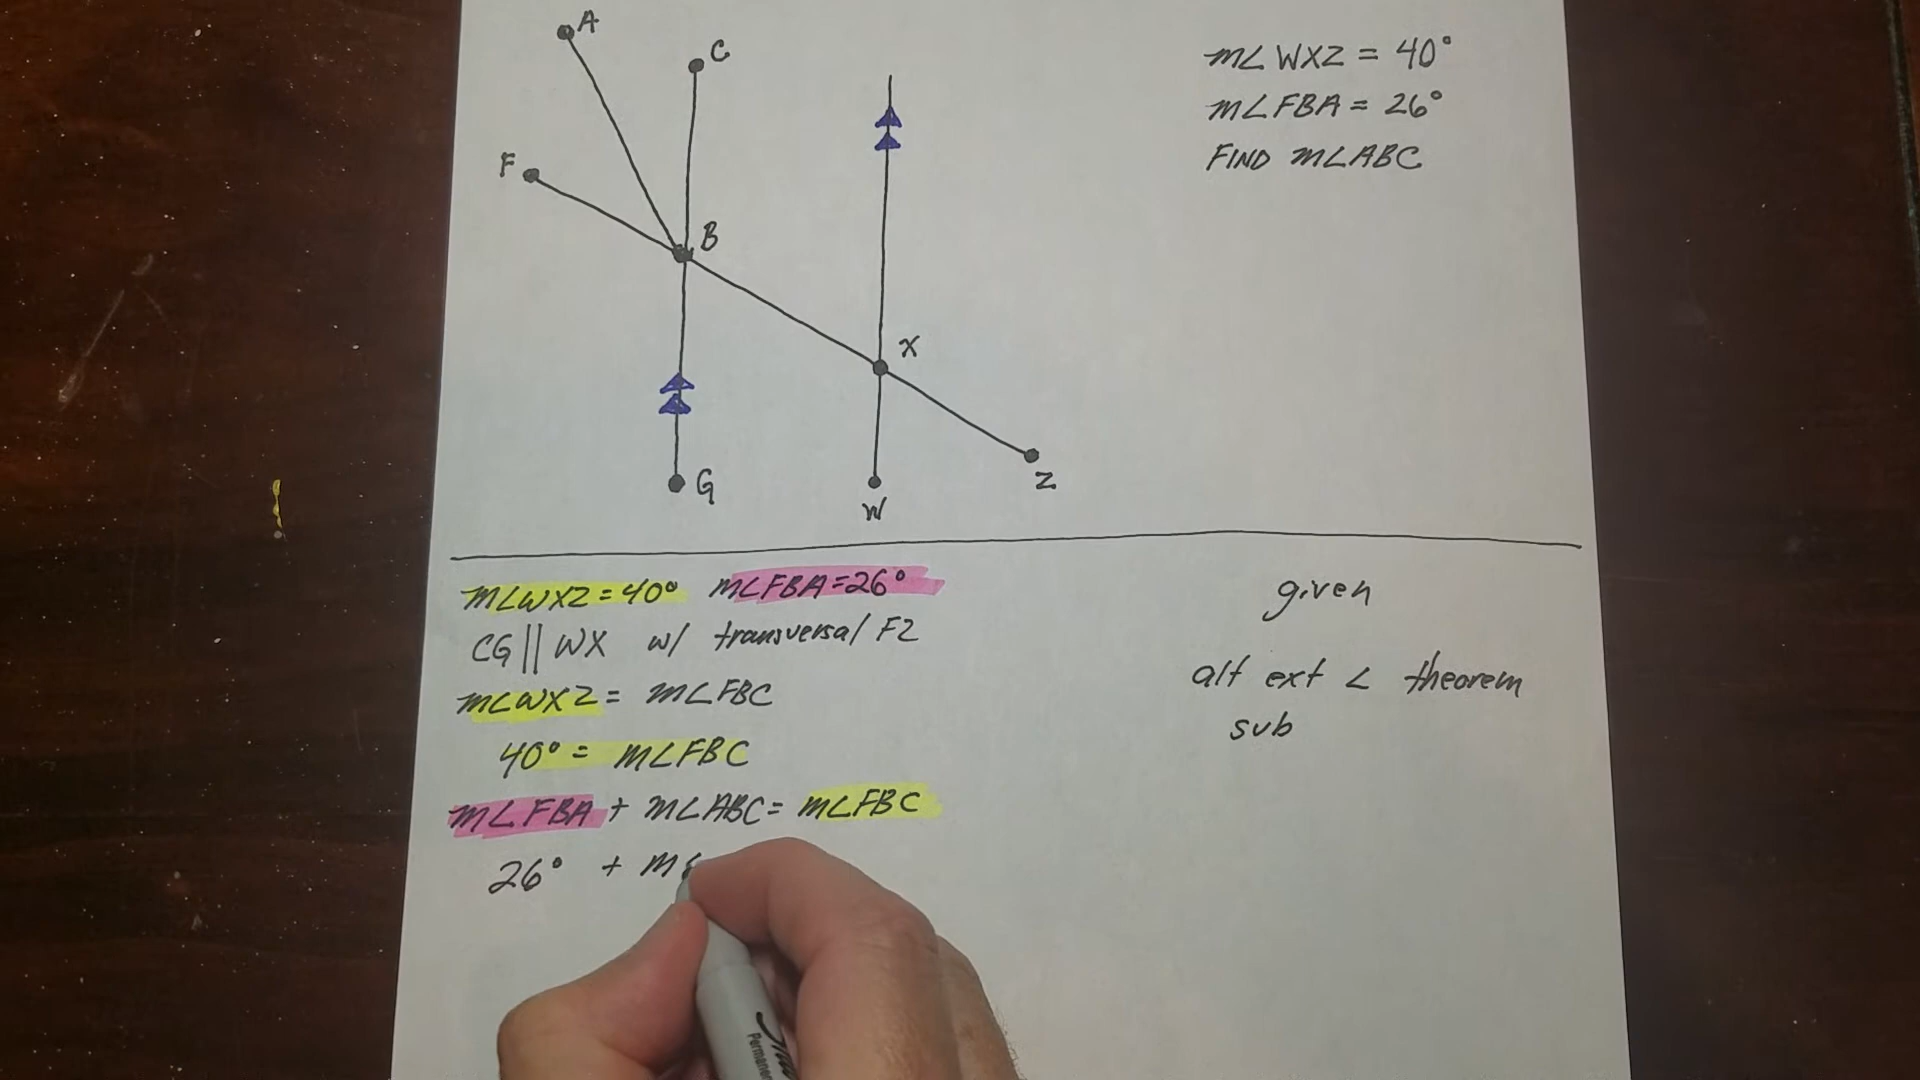 A
C
m∠WXZ = 40°
m∠FBA = 26°
FIND m∠ABC
F
B
X
G
Z
W
m∠WXZ = 40° m∠FBA = 26° given
CG || WX w/ transversal FZ
m∠WXZ = m∠FBC alt ext ∠ theorem
40° = m∠FBC sub
m∠FBA + m∠ABC = m∠FBC
26° + m∠
Permanen